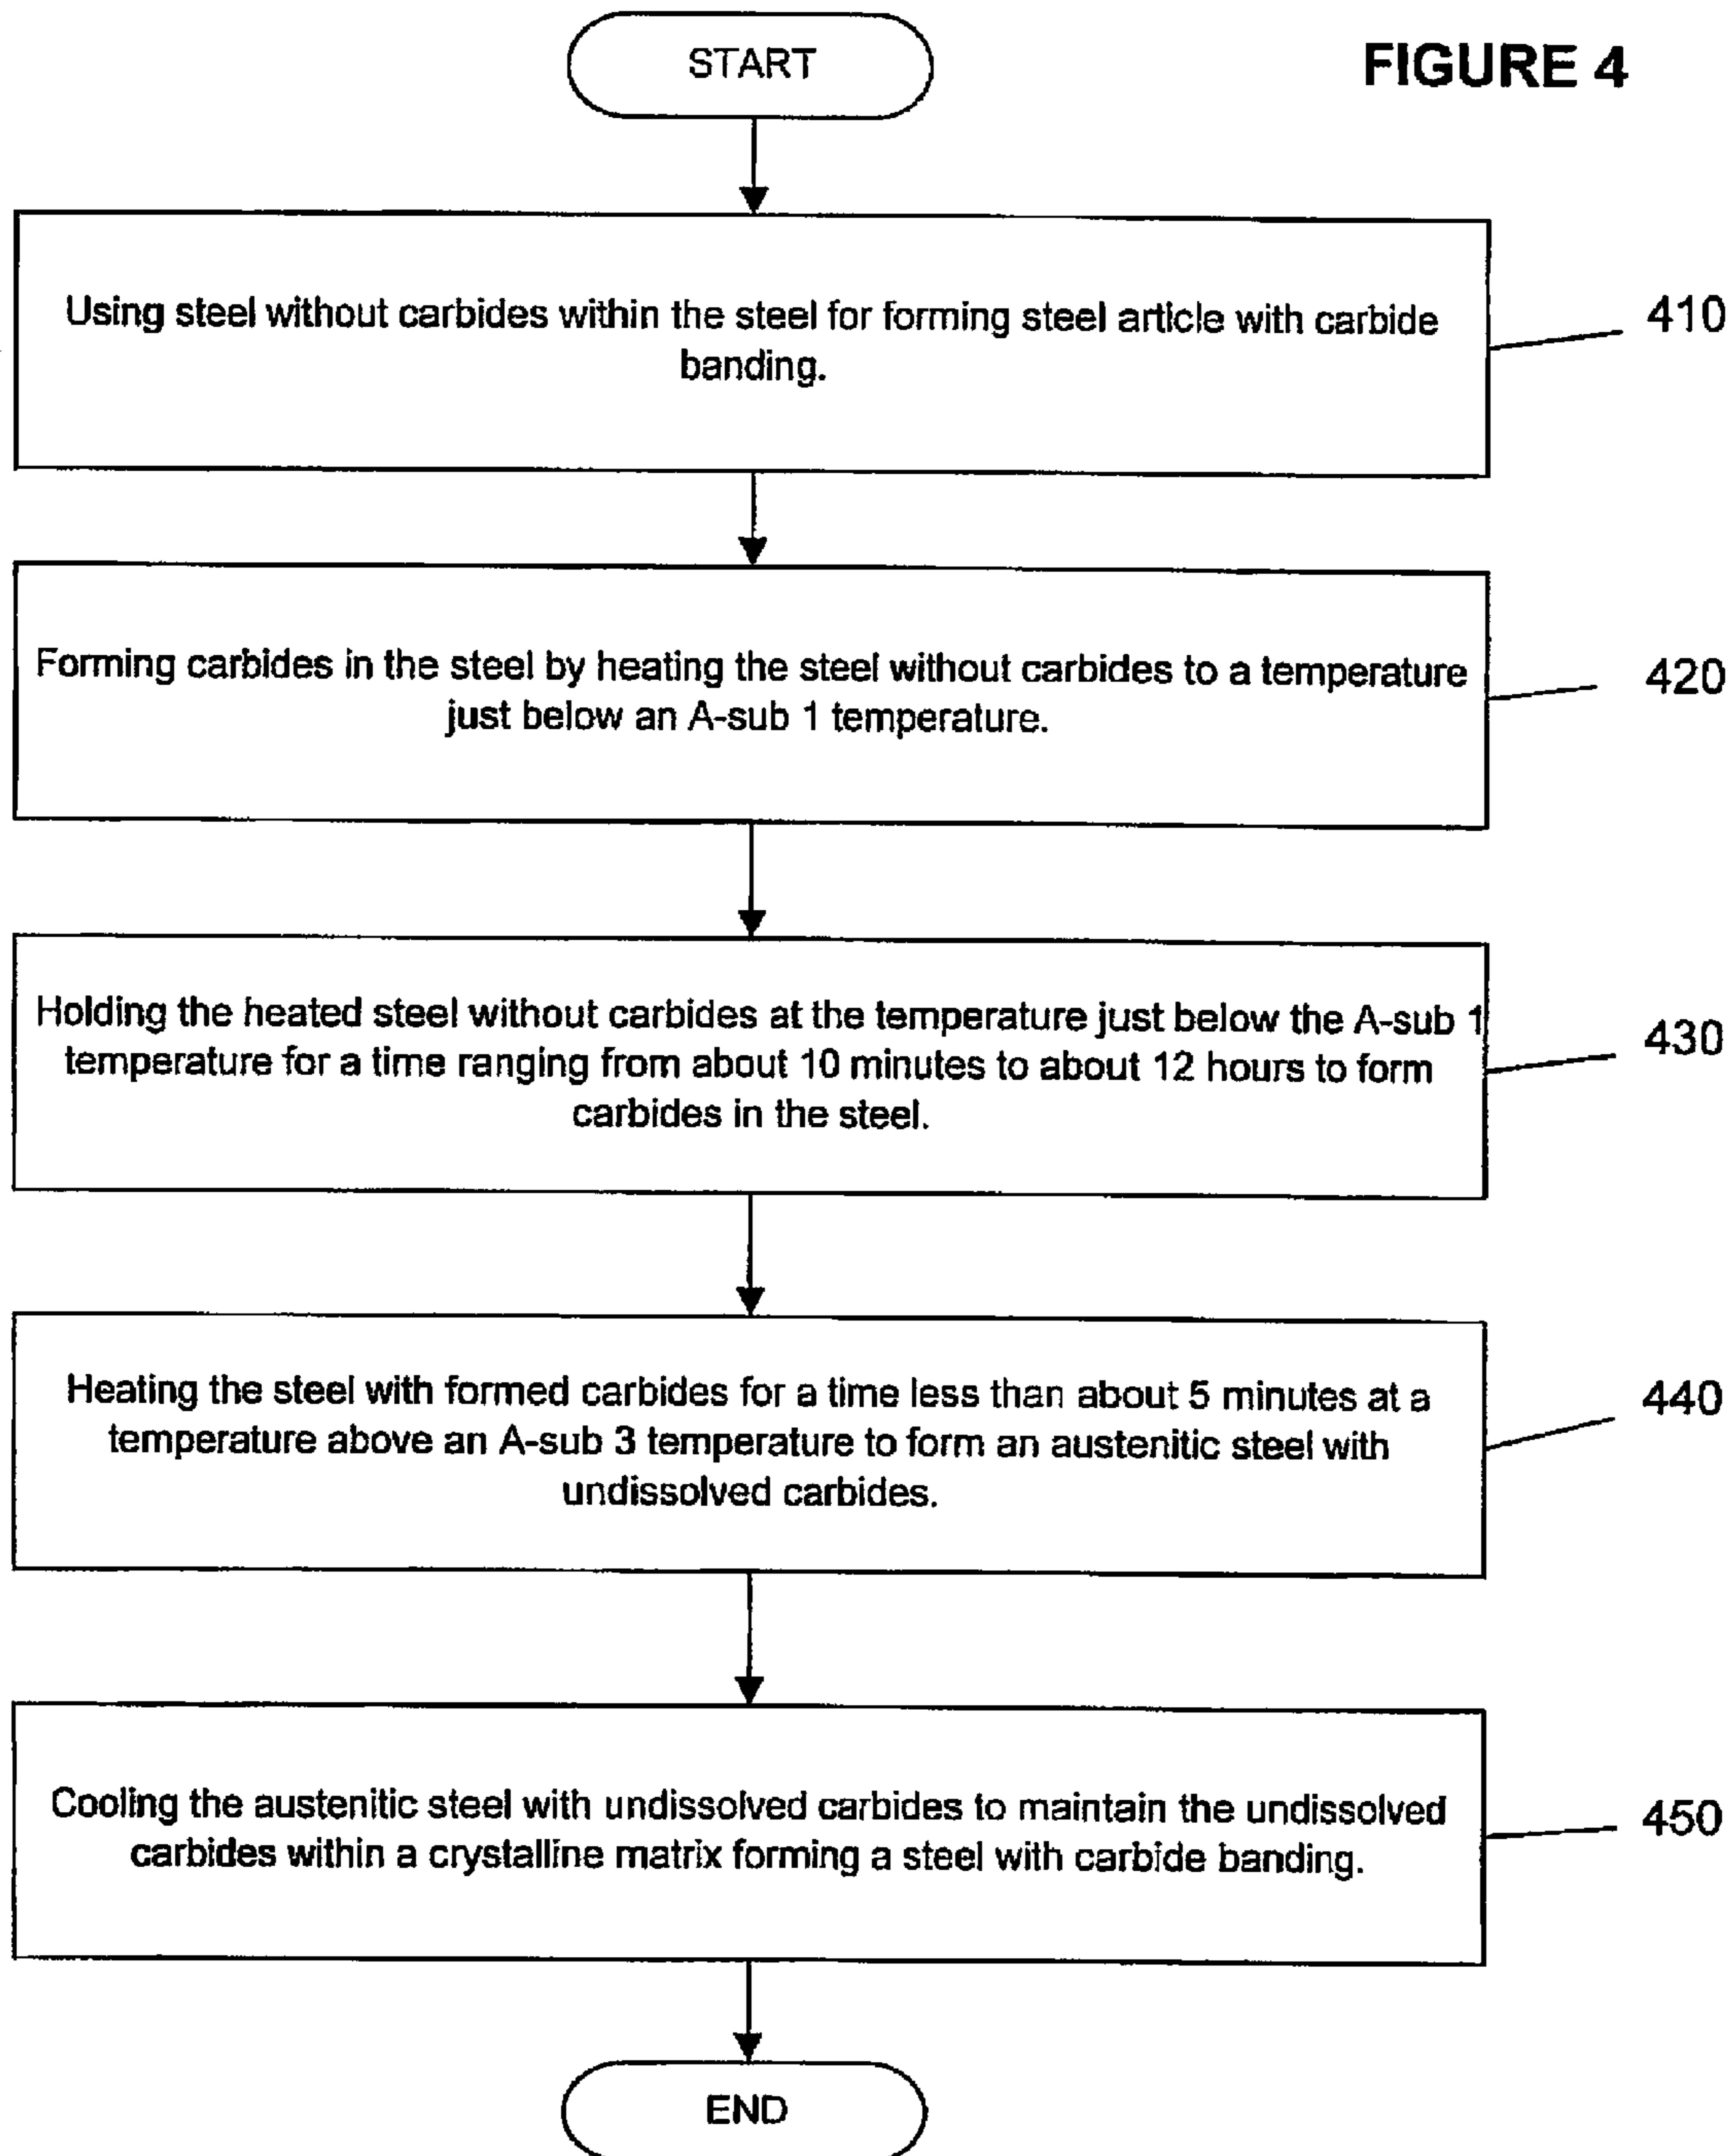 START
FIGURE 4
Using steel without carbides within the steel for forming steel article with carbide
banding.
410
Forming carbides in the steel by heating the steel without carbides to a temperature
just below an A-sub 1 temperature.
420
Holding the heated steel without carbides at the temperature just below the A-sub 1
temperature for a time ranging from about 10 minutes to about 12 hours to form
carbides in the steel.
430
Heating the steel with formed carbides for a time less than about 5 minutes at a
temperature above an A-sub 3 temperature to form an austenitic steel with
undissolved carbides.
440
Cooling the austenitic steel with undissolved carbides to maintain the undissolved
carbides within a crystalline matrix forming a steel with carbide banding.
450
END